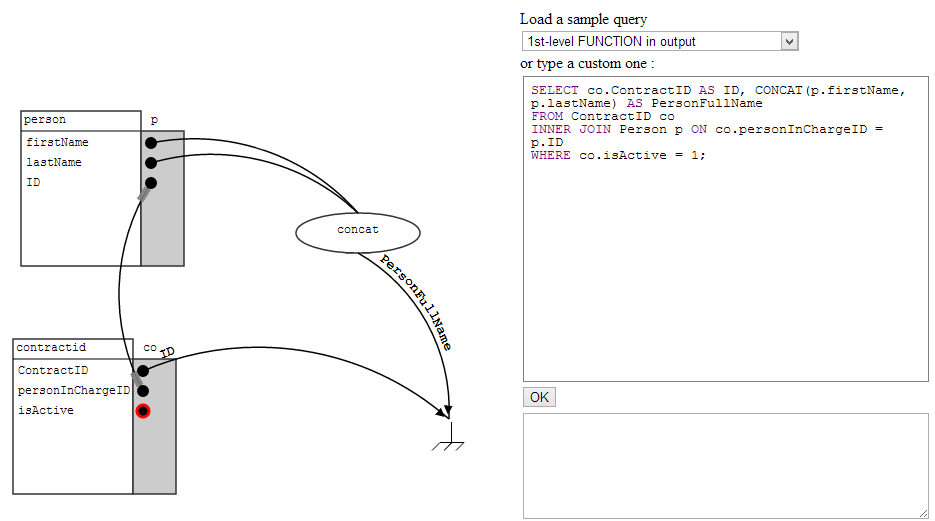 Load a sample query
1st-level FUNCTION in output
or type a custom one :
SELECT co.ContractID AS ID, CONCAT(p.firstName,
p.lastName) AS PersonFullName
FROM ContractID co
INNER JOIN Person p ON co.personInChargeID =
p.ID
WHERE co.isActive = 1;
OK
person p
firstName
lastName
ID
concat
PersonFullName
contractid co
ID
ContractID
personInChargeID
isActive